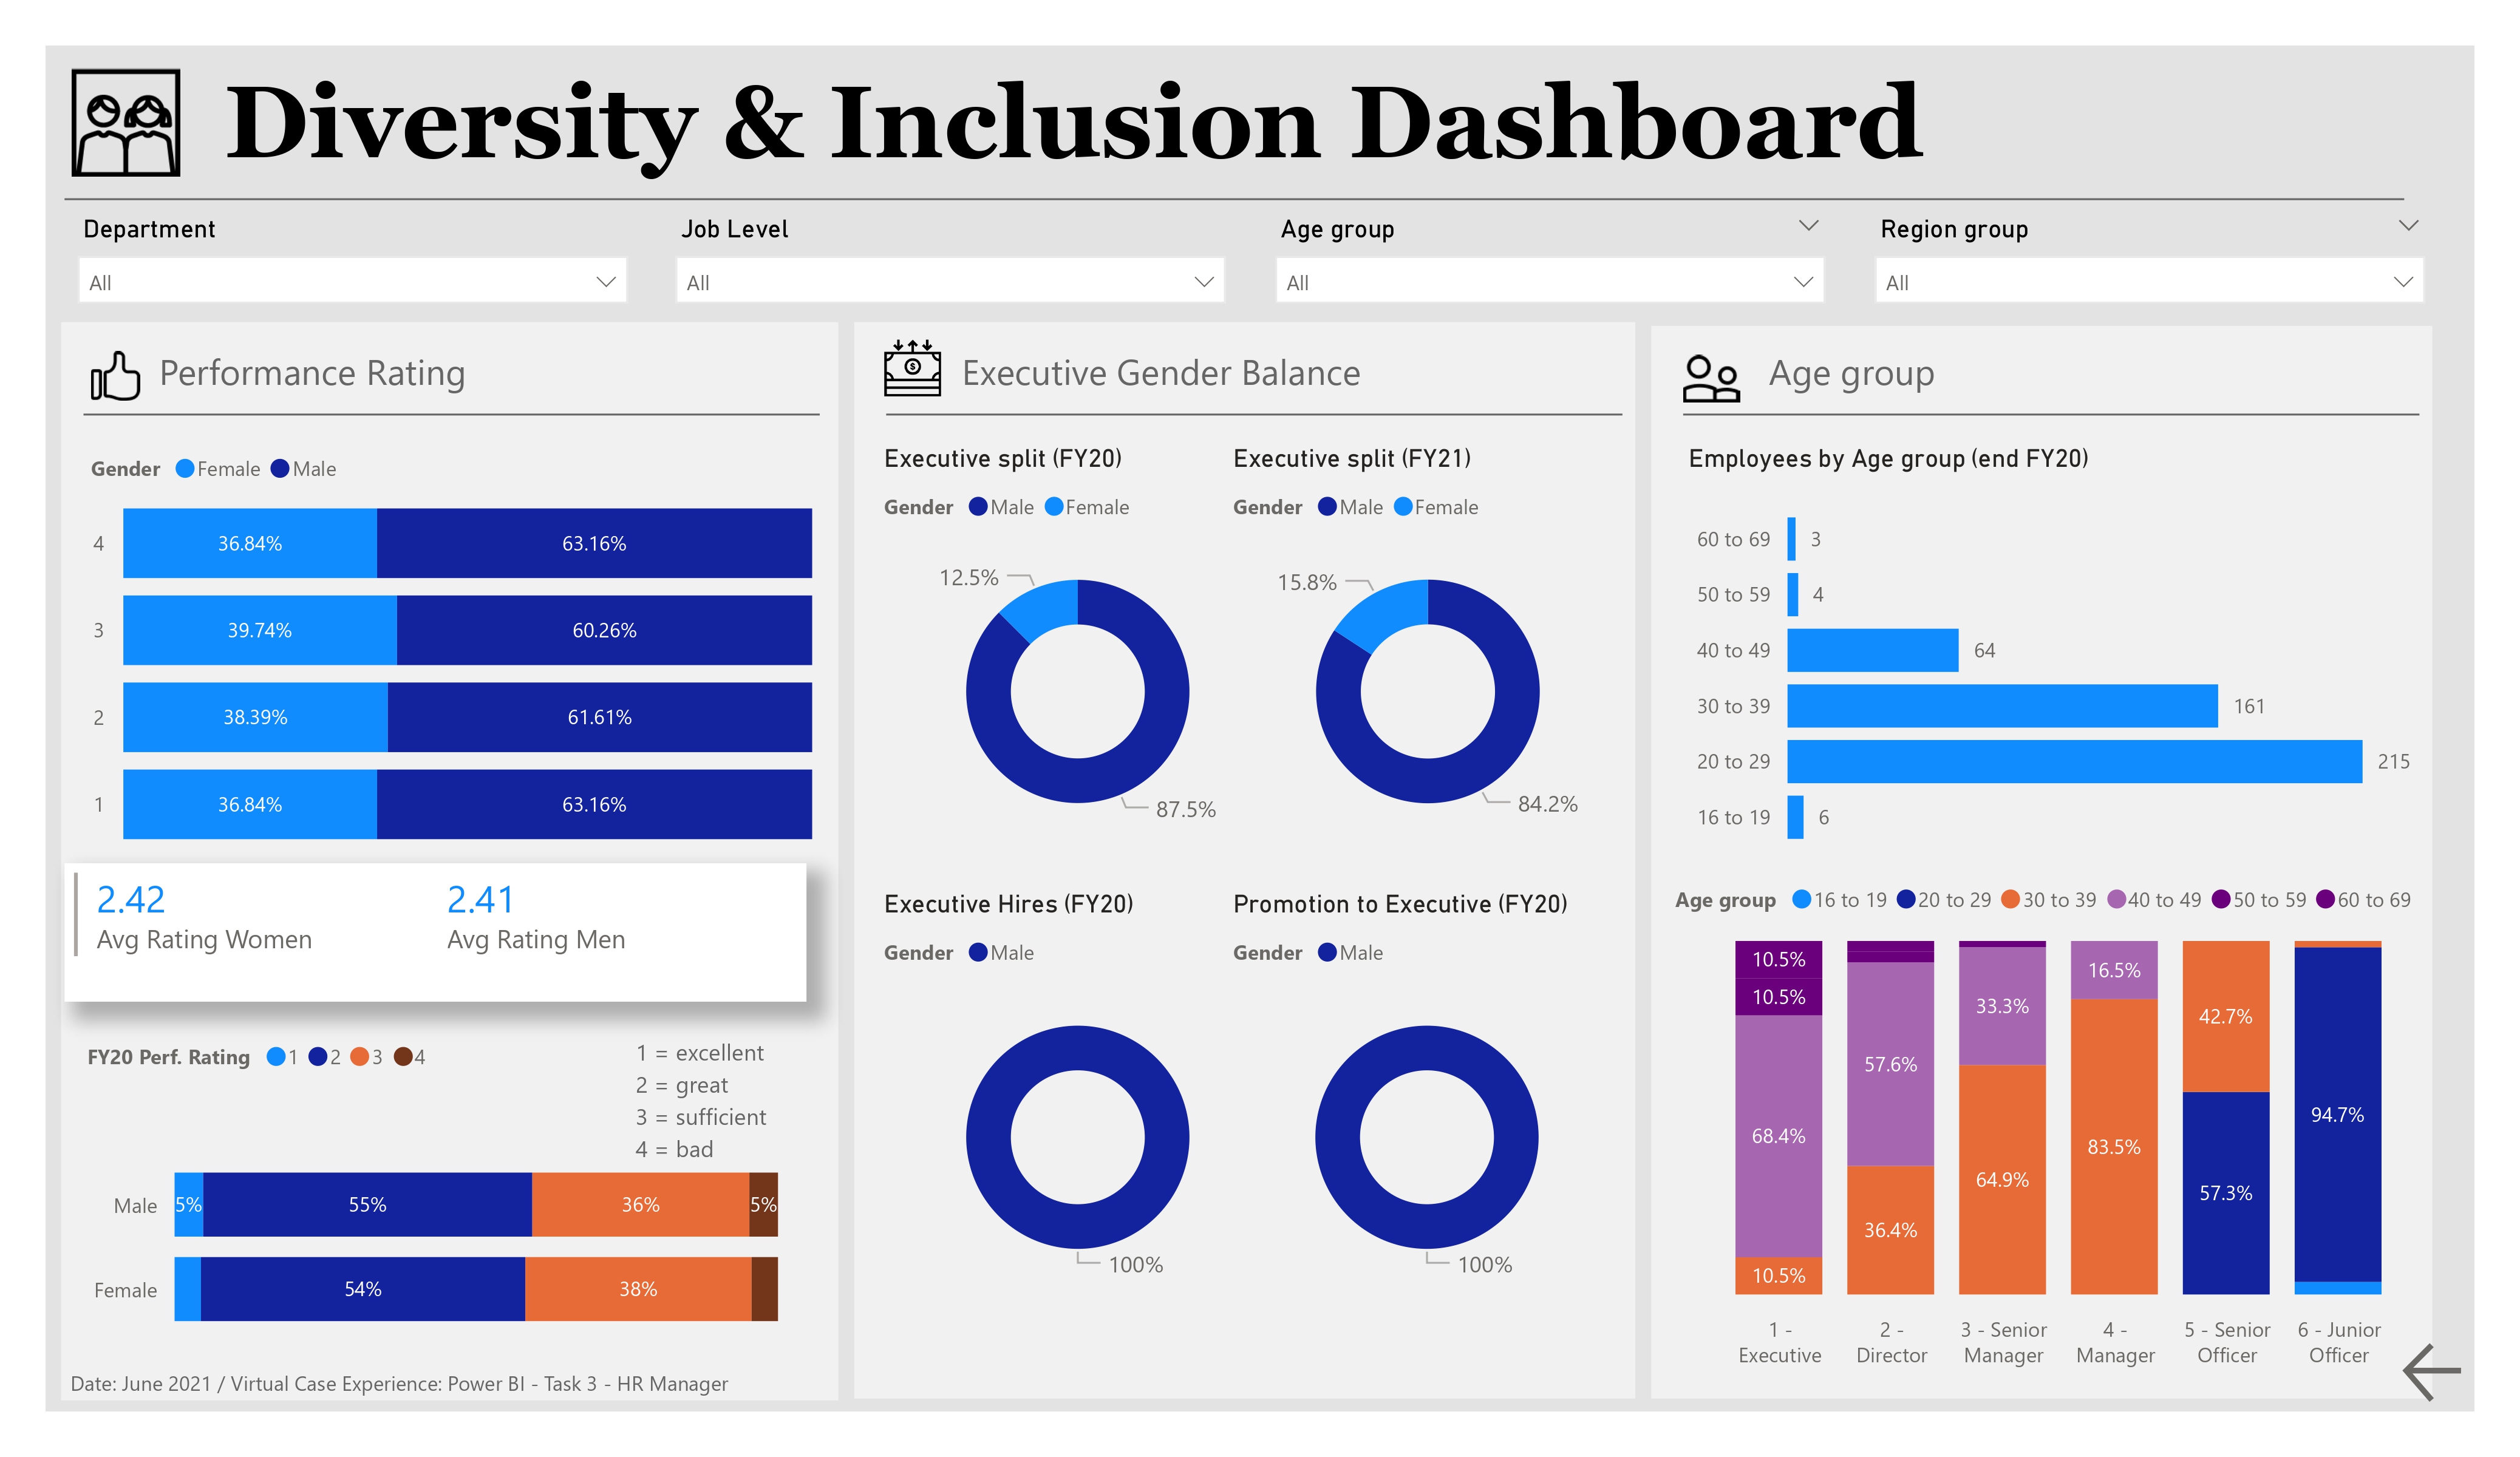 Diversity & Inclusion Dashboard
Department
Job Level
Age group
Region group
All
All
All
All
Performance Rating
Gender Female Male
4 36.84% 63.16%
3 39.74% 60.26%
2 38.39% 61.61%
1 36.84% 63.16%
2.42
Avg Rating Women
2.41
Avg Rating Men
FY20 Perf. Rating 1 2 3 4
1 = excellent
2 = great
3 = sufficient
4 = bad
Male 5% 55% 36% 5%
Female 54% 38%
Date: June 2021 / Virtual Case Experience: Power BI - Task 3 - HR Manager
Executive Gender Balance
Executive split (FY20)
Gender Male Female
12.5%
87.5%
Executive split (FY21)
Gender Male Female
15.8%
84.2%
Executive Hires (FY20)
Gender Male
100%
Promotion to Executive (FY20)
Gender Male
100%
Age group
Employees by Age group (end FY20)
60 to 69 3
50 to 59 4
40 to 49 64
30 to 39 161
20 to 29 215
16 to 19 6
Age group 16 to 19 20 to 29 30 to 39 40 to 49 50 to 59 60 to 69
10.5%
10.5%
68.4%
10.5%
1 -
Executive
57.6%
36.4%
2 -
Director
33.3%
64.9%
3 - Senior
Manager
16.5%
83.5%
4 -
Manager
42.7%
57.3%
5 - Senior
Officer
94.7%
6 - Junior
Officer